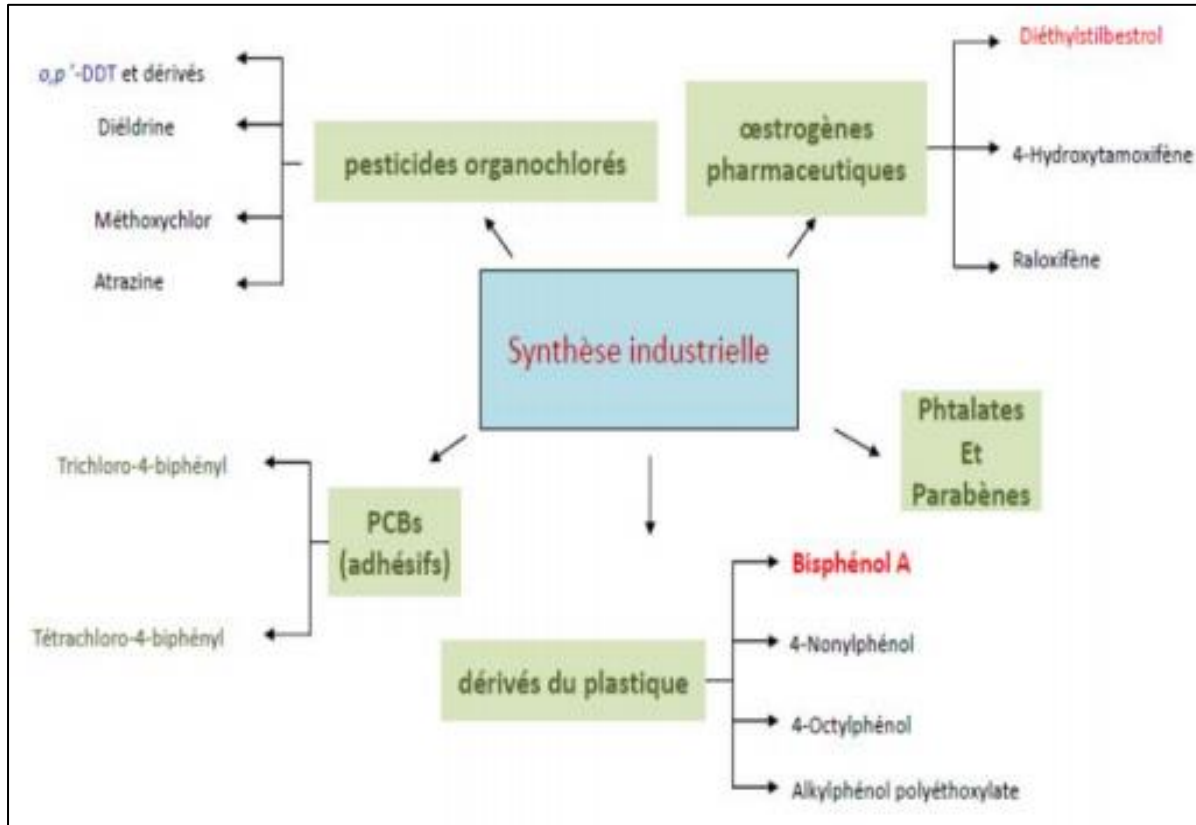 o,p'-DDT et dérivés
Diéldrine
Méthoxychlor
Atrazine
pesticides organochlorés
œstrogènes
pharmaceutiques
Diéthylstilbestrol
4-Hydroxytamoxifène
Raloxifène
Synthèse industrielle
Phtalates
Et
Parabènes
Trichloro-4-biphényl
Tétrachloro-4-biphényl
PCBs
(adhésifs)
dérivés du plastique
Bisphénol A
4-Nonylphénol
4-Octylphénol
Alkylphénol polyéthoxylate